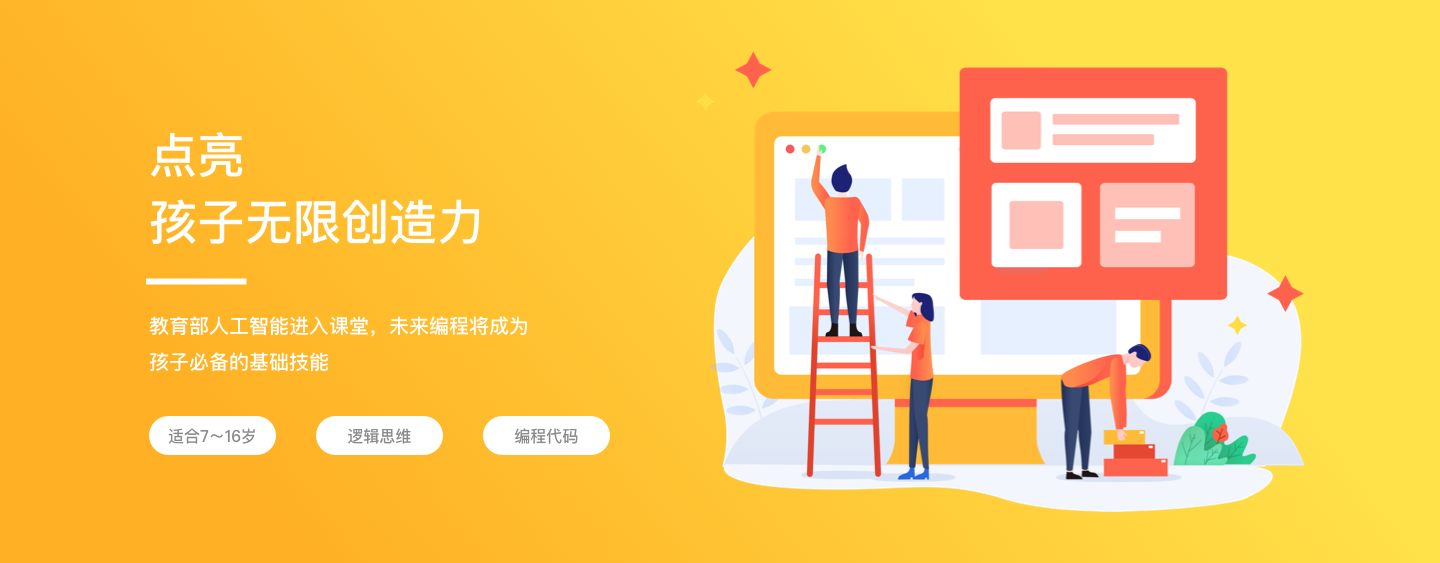 点亮
孩子无限创造力
教育部人工智能进入课堂，未来编程将成为
孩子必备的基础技能
适合7～16岁
逻辑思维
编程代码